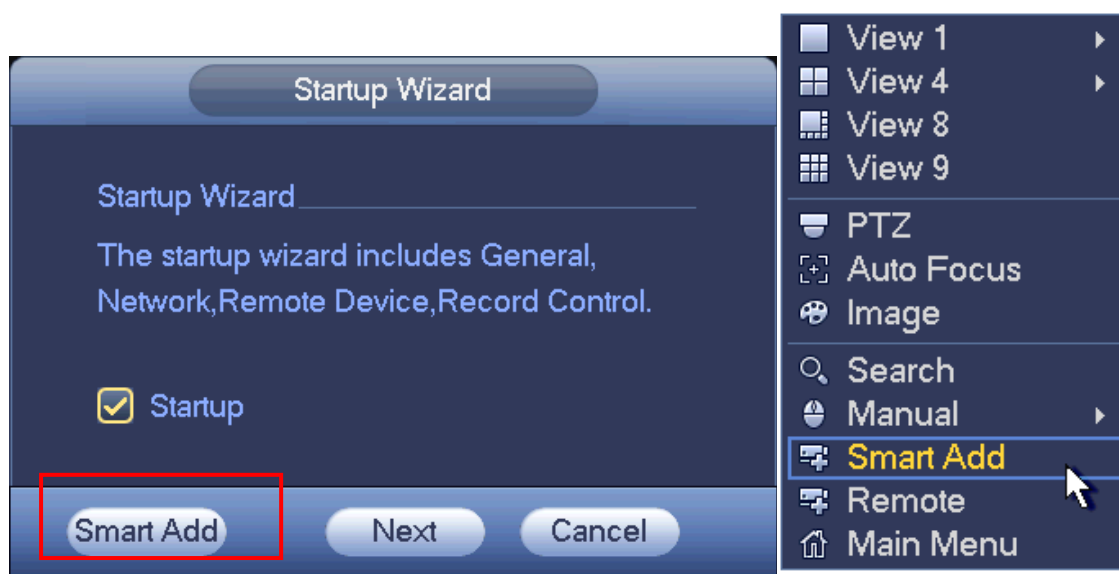 Startup Wizard
Startup Wizard
The startup wizard includes General,
Network,Remote Device,Record Control.
Startup
Smart Add
Next
Cancel
View 1
View 4
View 8
View 9
PTZ
Auto Focus
Image
Search
Manual
Smart Add
Remote
Main Menu